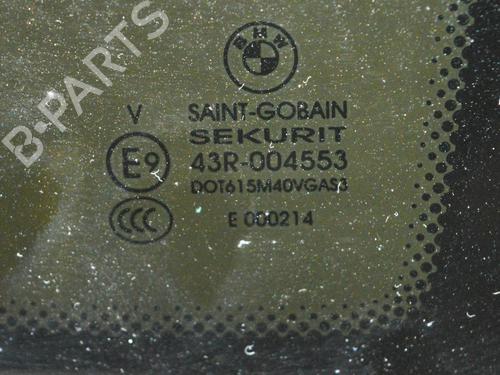 BMW
V SAINT-GOBAIN
SEKURIT
E9 43R-004553
DOT615M40VGAS3
CCC E 000214
B-PARTS